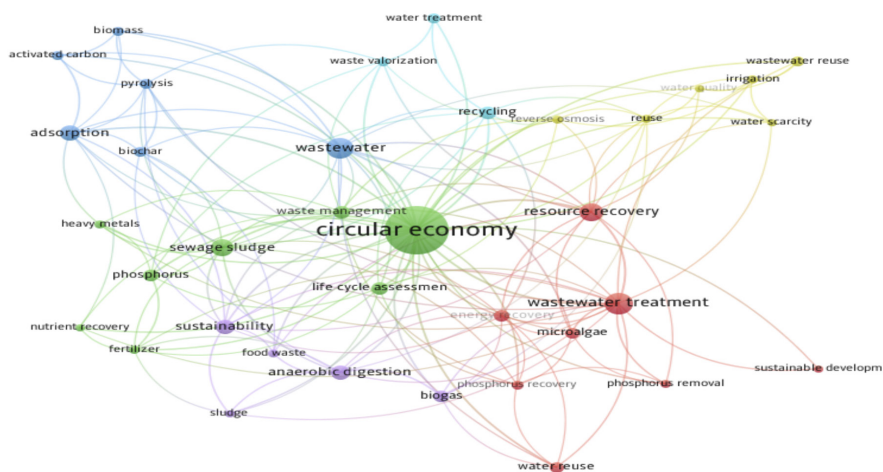 water treatment
biomass
activated carbon
waste valorization
wastewater reuse
irrigation
pyrolysis
water quality
recycling
reverse osmosis
reuse
water scarcity
adsorption
wastewater
biochar
waste management
resource recovery
heavy metals
circular economy
sewage sludge
phosphorus
life cycle assessmen
wastewater treatment
energy recovery
nutrient recovery
sustainability
microalgae
fertilizer
food waste
anaerobic digestion
sustainable developm
phosphorus recovery
phosphorus removal
biogas
sludge
water reuse